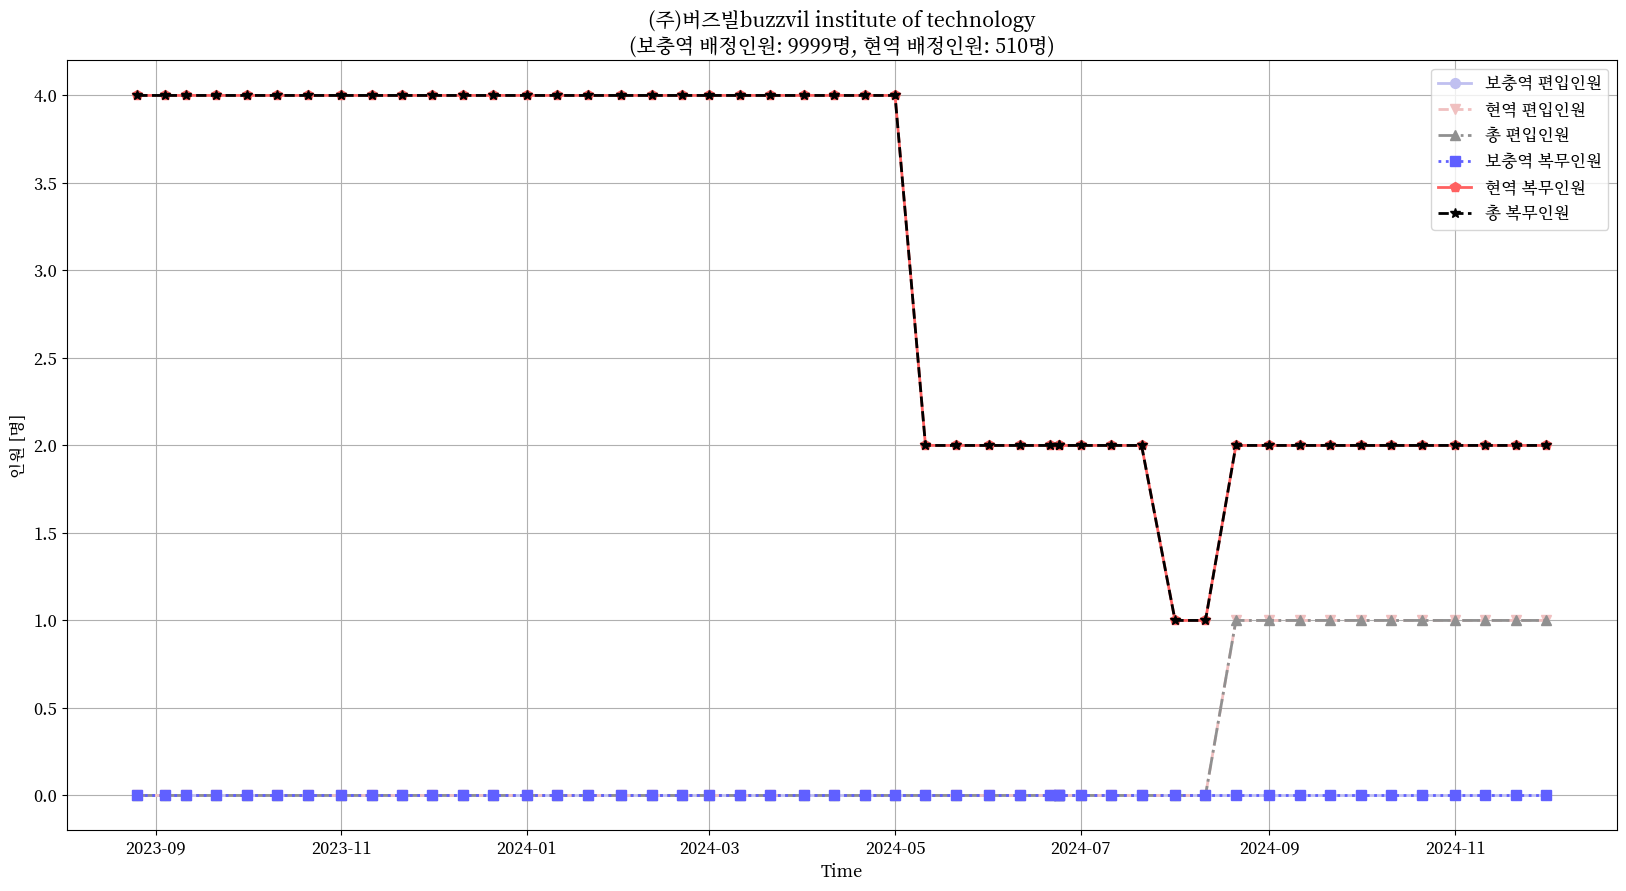 (주)버즈빌buzzvil institute of technology
(보충역 배정인원: 9999명, 현역 배정인원: 510명)
보충역 편입인원
현역 편입인원
총 편입인원
보충역 복무인원
현역 복무인원
총 복무인원
4.0
3.5
3.0
2.5
2.0
1.5
1.0
0.5
0.0
인원 [명]
2023-09
2023-11
2024-01
2024-03
2024-05
2024-07
2024-09
2024-11
Time